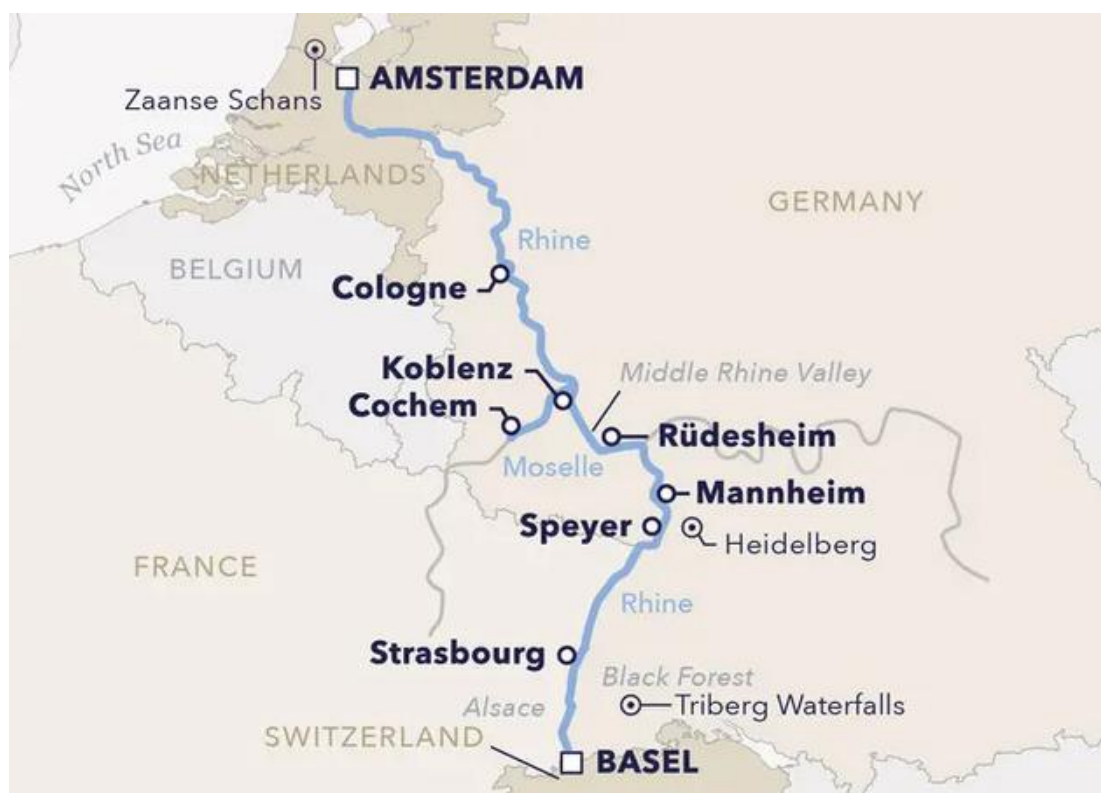 AMSTERDAM
Zaanse Schans
North Sea
NETHERLANDS
GERMANY
Rhine
BELGIUM
Cologne
Koblenz
Middle Rhine Valley
Cochem
Rüdesheim
Moselle
Mannheim
Speyer
Heidelberg
FRANCE
Rhine
Strasbourg
Black Forest
Triberg Waterfalls
Alsace
SWITZERLAND
BASEL